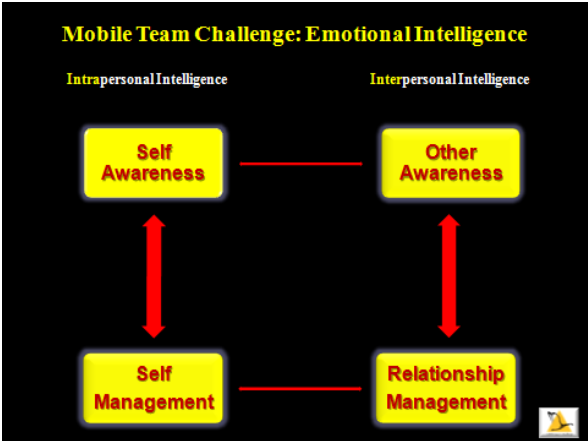 Mobile Team Challenge: Emotional Intelligence
Intrapersonal Intelligence
Interpersonal Intelligence
Self
Awareness
Other
Awareness
Self
Management
Relationship
Management